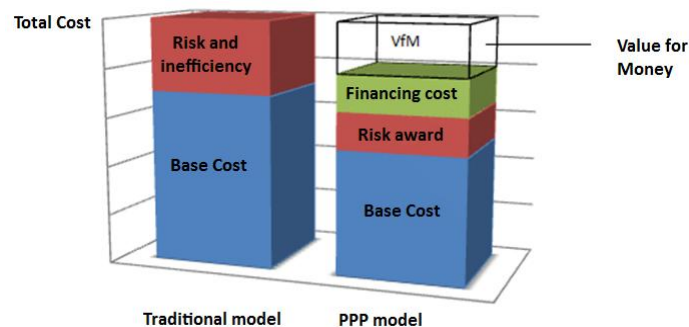 Total Cost
Risk and
inefficiency
Base Cost
VfM
Financing cost
Risk award
Base Cost
Value for
Money
Traditional model
PPP model